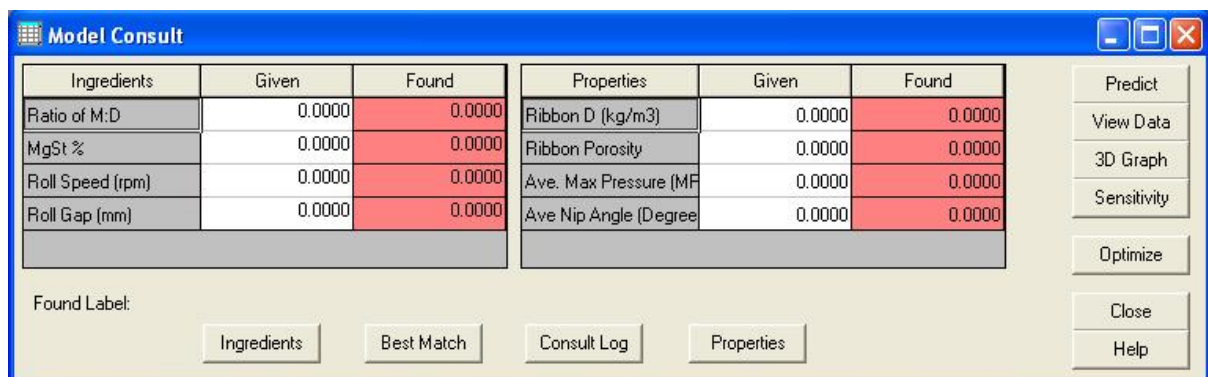 Model Consult
Ingredients Given Found Properties Given Found Predict
Ratio of M:D 0.0000 0.0000 Ribbon D (kg/m3) 0.0000 0.0000 View Data
MgSt % 0.0000 0.0000 Ribbon Porosity 0.0000 0.0000 3D Graph
Roll Speed (rpm) 0.0000 0.0000 Ave. Max Pressure (MP 0.0000 0.0000 Sensitivity
Roll Gap (mm) 0.0000 0.0000 Ave Nip Angle (Degree 0.0000 0.0000
Optimize
Found Label: Close
Ingredients Best Match Consult Log Properties Help